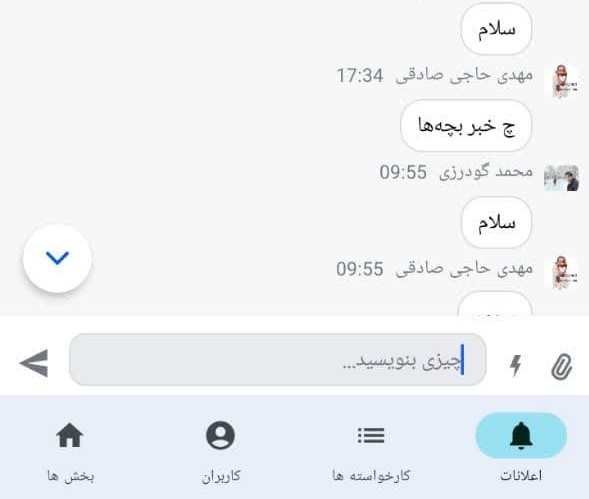 سلام
مهدی حاجی صادقی 17:34
چ خبر بچه‌ها
محمد گودرزی 09:55
سلام
مهدی حاجی صادقی 09:55
چیزی بنویسید...
اعلانات
کارخواسته ها
کاربران
بخش ها